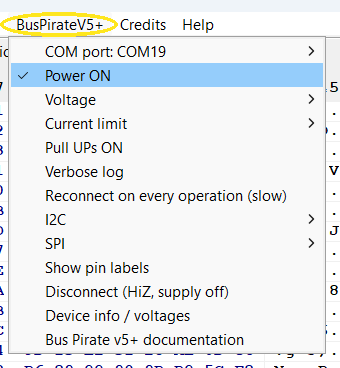 BusPirateV5+ Credits Help
COM port: COM19
Power ON
Voltage
Current limit
Pull UPs ON
Verbose log
Reconnect on every operation (slow)
I2C
SPI
Show pin labels
Disconnect (HiZ, supply off)
Device info / voltages
Bus Pirate v5+ documentation